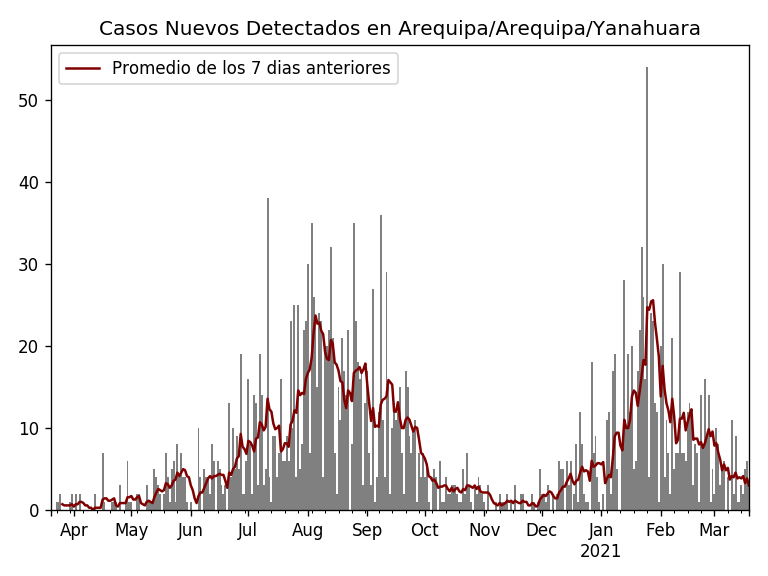 Casos Nuevos Detectados en Arequipa/Arequipa/Yanahuara
Promedio de los 7 dias anteriores
50
40
30
20
10
0
Apr May Jun Jul Aug Sep Oct Nov Dec Jan Feb Mar
2021